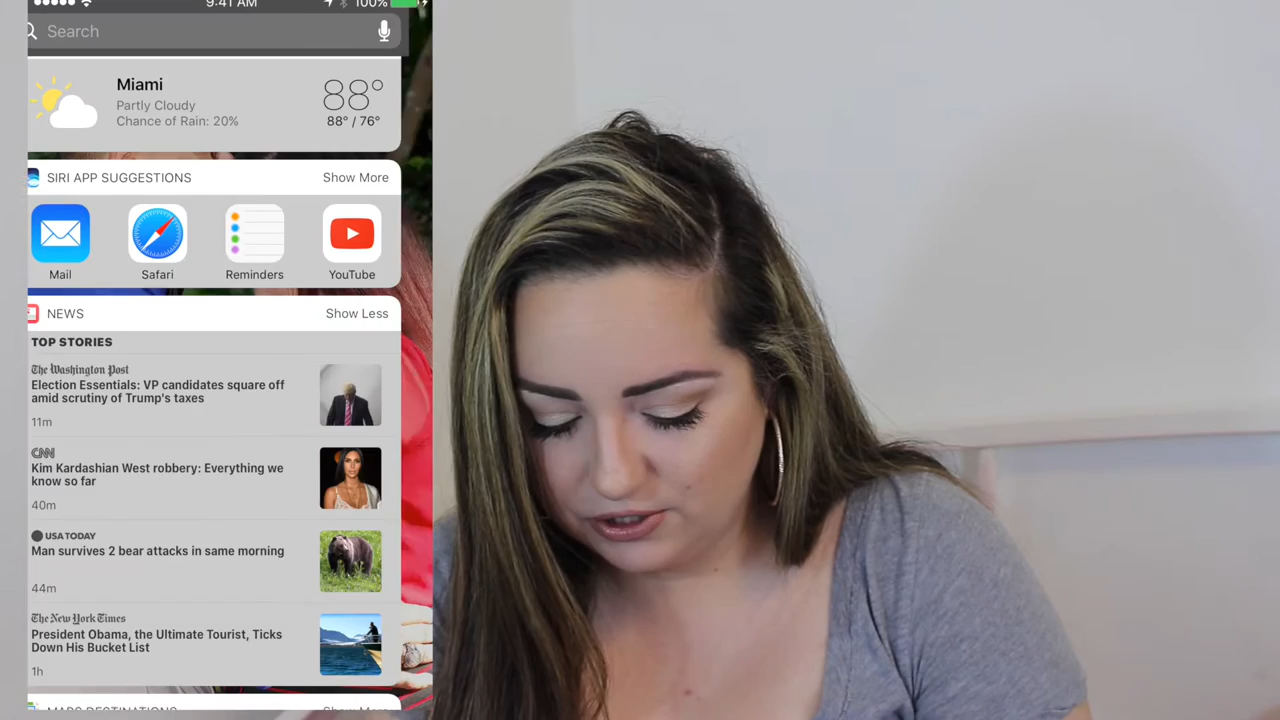 9:41 AM
100%
Search
Miami
Partly Cloudy
Chance of Rain: 20%
88°
88° / 76°
SIRI APP SUGGESTIONS
Show More
Mail
Safari
Reminders
YouTube
NEWS
Show Less
TOP STORIES
The Washington Post
Election Essentials: VP candidates square off
amid scrutiny of Trump's taxes
11m
CNN
Kim Kardashian West robbery: Everything we
know so far
40m
USA TODAY
Man survives 2 bear attacks in same morning
44m
The New York Times
President Obama, the Ultimate Tourist, Ticks
Down His Bucket List
1h
MAPS DESTINATIONS
Show More